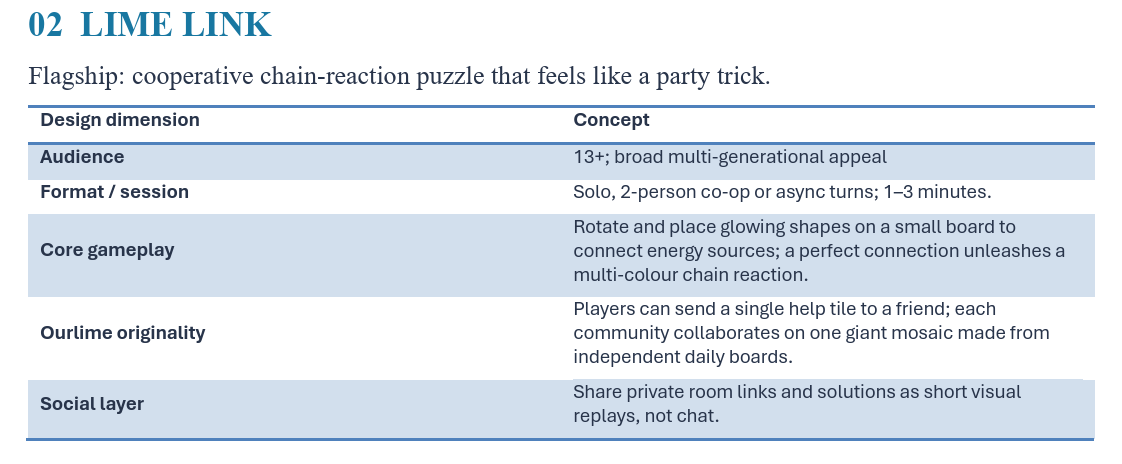 02 LIME LINK
Flagship: cooperative chain-reaction puzzle that feels like a party trick.
Design dimension Concept
Audience 13+; broad multi-generational appeal
Format / session Solo, 2-person co-op or async turns; 1–3 minutes.
Core gameplay
Rotate and place glowing shapes on a small board to
connect energy sources; a perfect connection unleashes a
multi-colour chain reaction.
Ourlime originality
Players can send a single help tile to a friend; each
community collaborates on one giant mosaic made from
independent daily boards.
Social layer
Share private room links and solutions as short visual
replays, not chat.